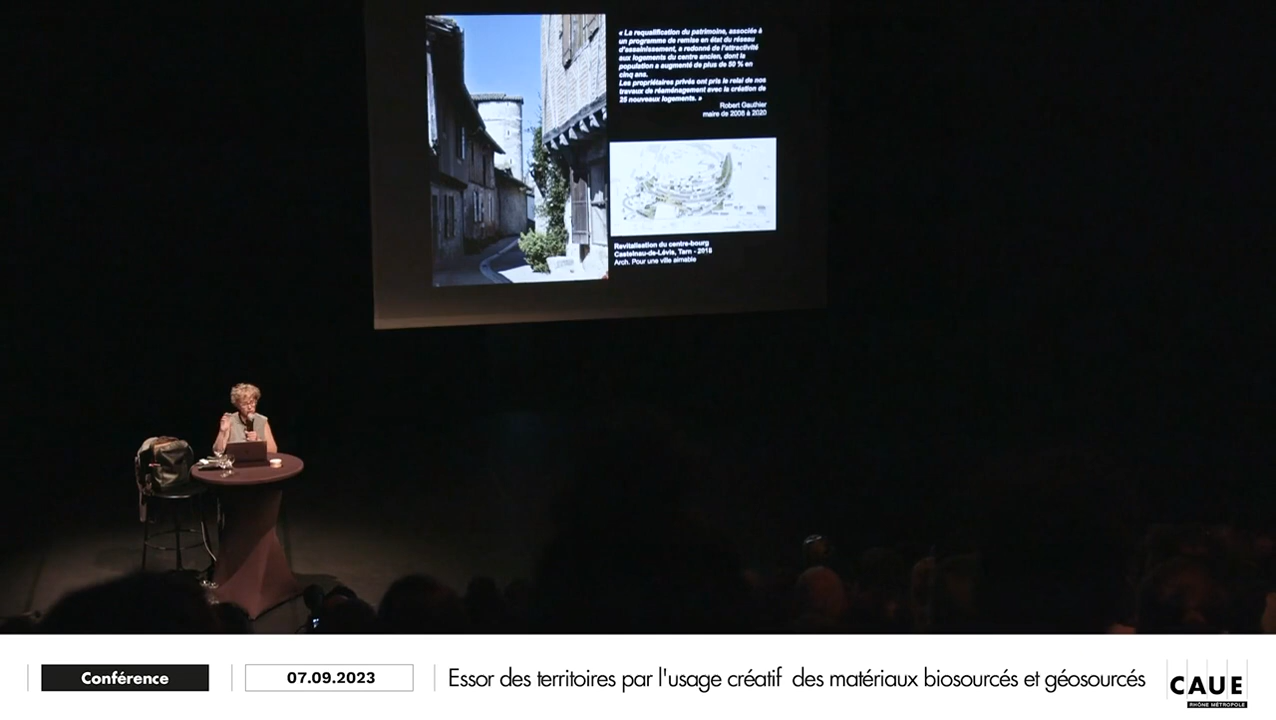 « La requalification du patrimoine, associée à
un programme de remise en état du réseau
d'assainissement, a redonné de l'attractivité
aux logements du centre ancien, dont la
population a augmenté de plus de 50 % en
cinq ans.
Les propriétaires privés ont pris le relai de nos
travaux de réaménagement avec la création de
25 nouveaux logements. »
Robert Gauthier
maire de 2008 à 2020
Revitalisation du centre-bourg
Castelnau-de-Lévis, Tarn - 2018
Arch. Pour une ville aimable
Conférence
07.09.2023
Essor des territoires par l'usage créatif des matériaux biosourcés et géosourcés
CAUE
RHÔNE MÉTROPOLE